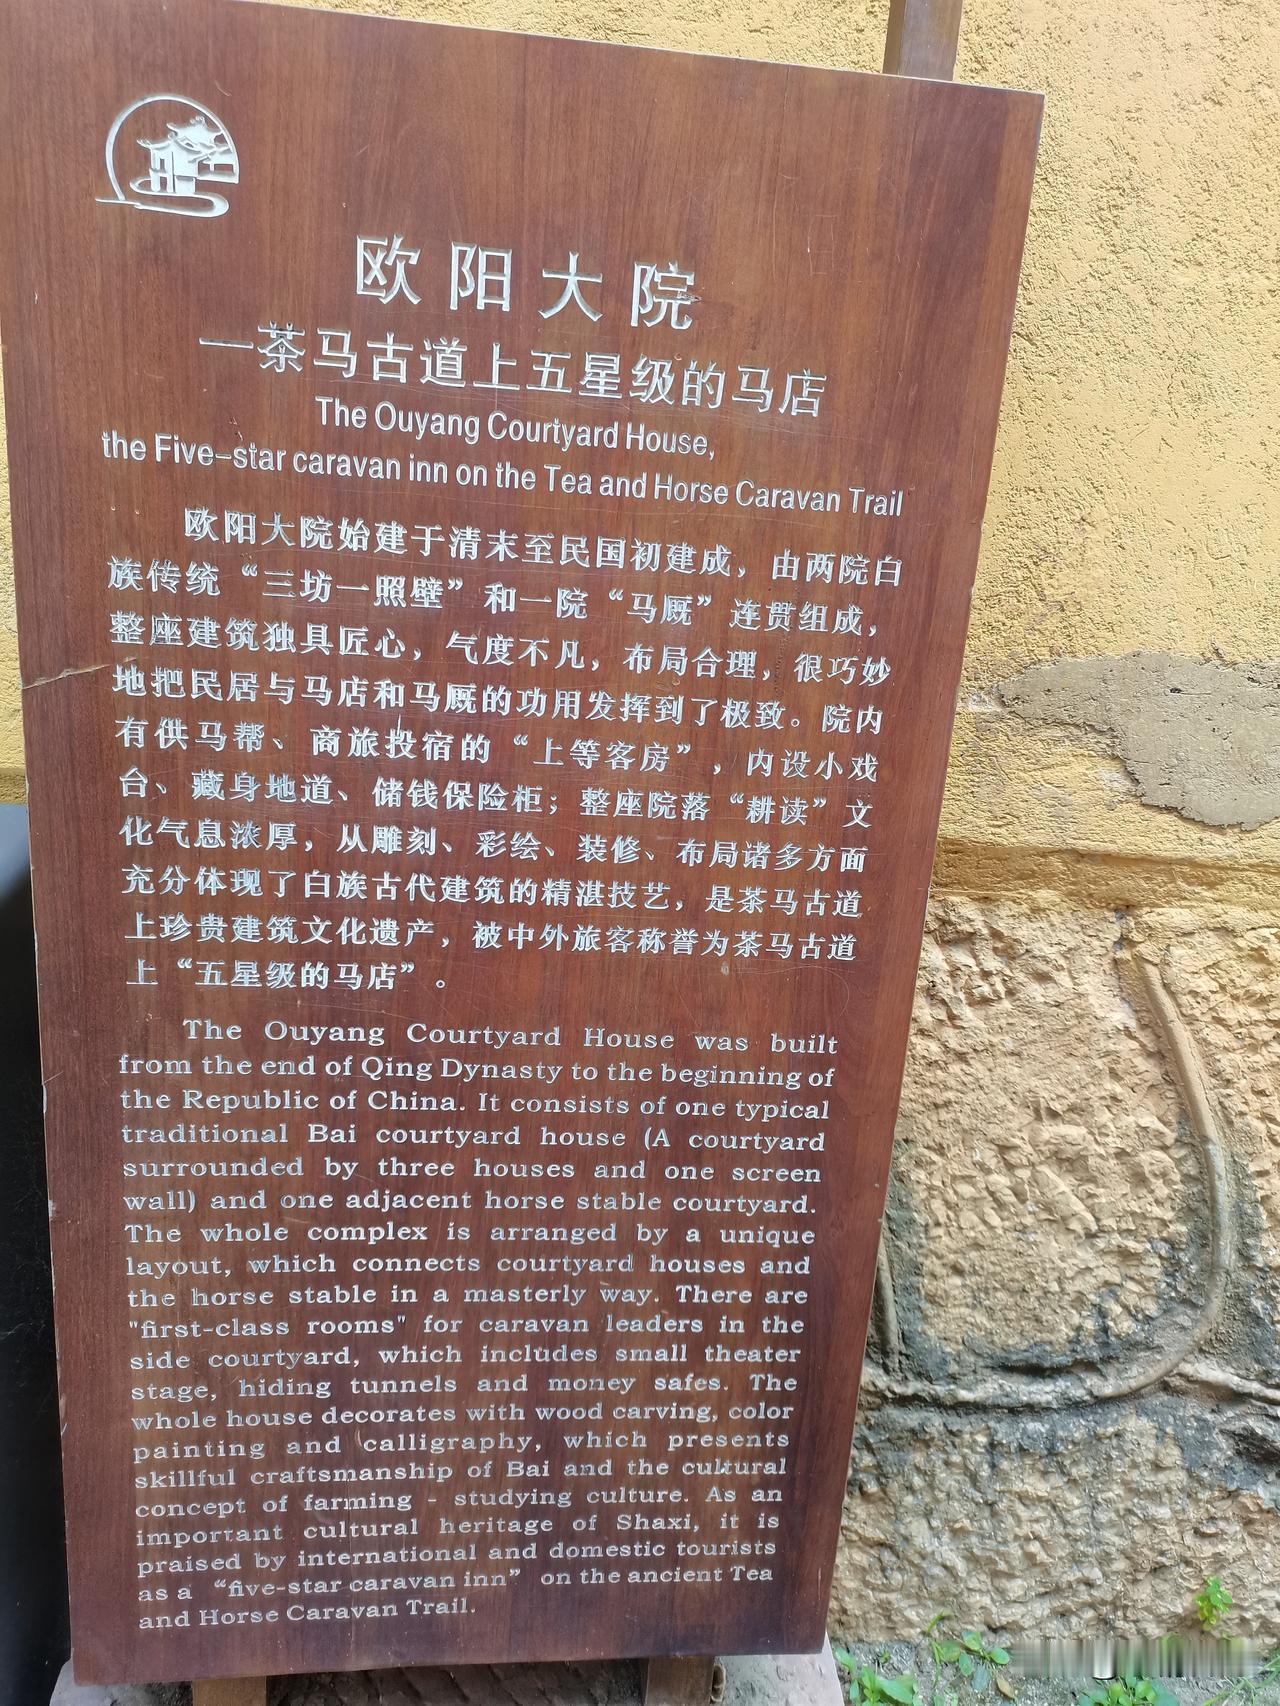 欧阳大院
一茶马古道上五星级的马店
The Ouyang Courtyard House,
the Five-star caravan inn on the Tea and Horse Caravan Trail
欧阳大院始建于清末至民国初建成，由两院白
族传统“三坊一照壁”和一院“马厩”连贯组成，
整座建筑独具匠心，气度不凡，布局合理，很巧妙
地把民居与马店和马厩的功用发挥到了极致。院内
有供马帮、商旅投宿的“上等客房”，内设小戏
台、藏身地道、储钱保险柜；整座院落“耕读”文
化气息浓厚，从雕刻、彩绘、装修、布局诸多方面
充分体现了白族古代建筑的精湛技艺，是茶马古道
上珍贵建筑文化遗产，被中外旅客称誉为茶马古道
上“五星级的马店”。
The Ouyang Courtyard House was built
from the end of Qing Dynasty to the beginning of
the Republic of China. It consists of one typical
traditional Bai courtyard house (A courtyard
surrounded by three houses and one screen
wall) and one adjacent horse stable courtyard.
The whole complex is arranged by a unique
layout, which connects courtyard houses and
the horse stable in a masterly way. There are
"first-class rooms" for caravan leaders in the
side courtyard, which includes small theater
stage, hiding tunnels and money safes. The
whole house decorates with wood carving, color
painting and calligraphy, which presents
skillful craftsmanship of Bai and the cultural
concept of farming - studying culture. As an
important cultural heritage of Shaxi, it is
praised by international and domestic tourists
as a “five-star caravan inn” on the ancient Tea
and Horse Caravan Trail.